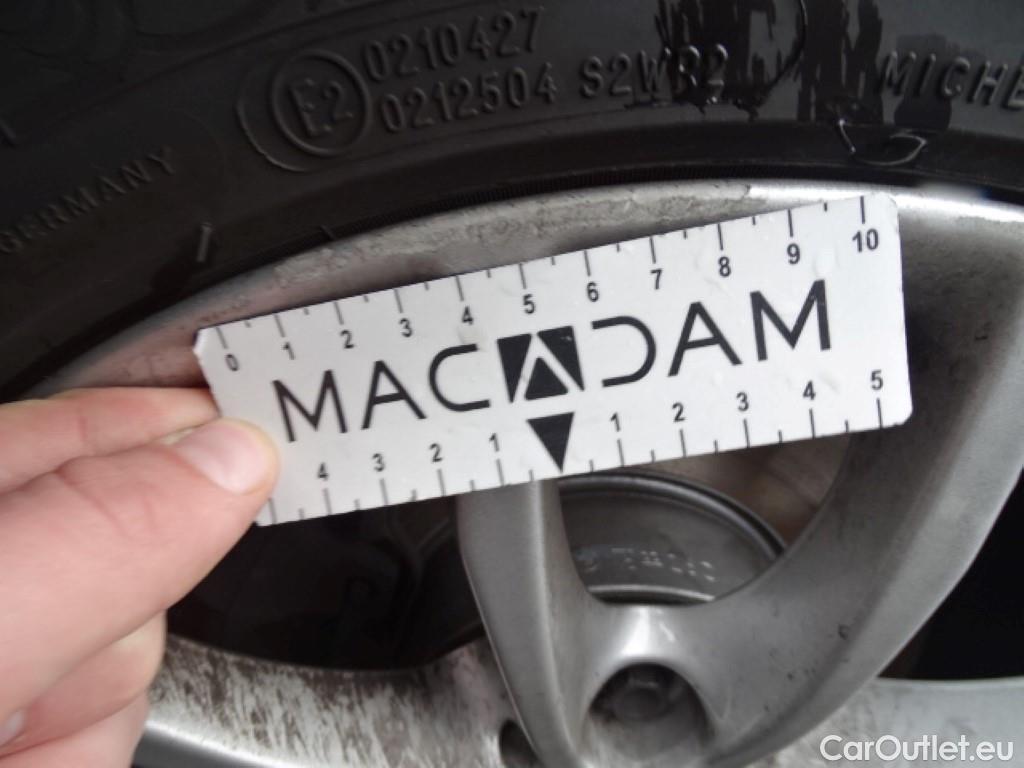 0210427
E2
0212504 S2WR2
MICHE
GERMANY
0 1 2 3 4 5 6 7 8 9 10
MACADAM
4 3 2 1 1 2 3 4 5
CarOutlet.eu